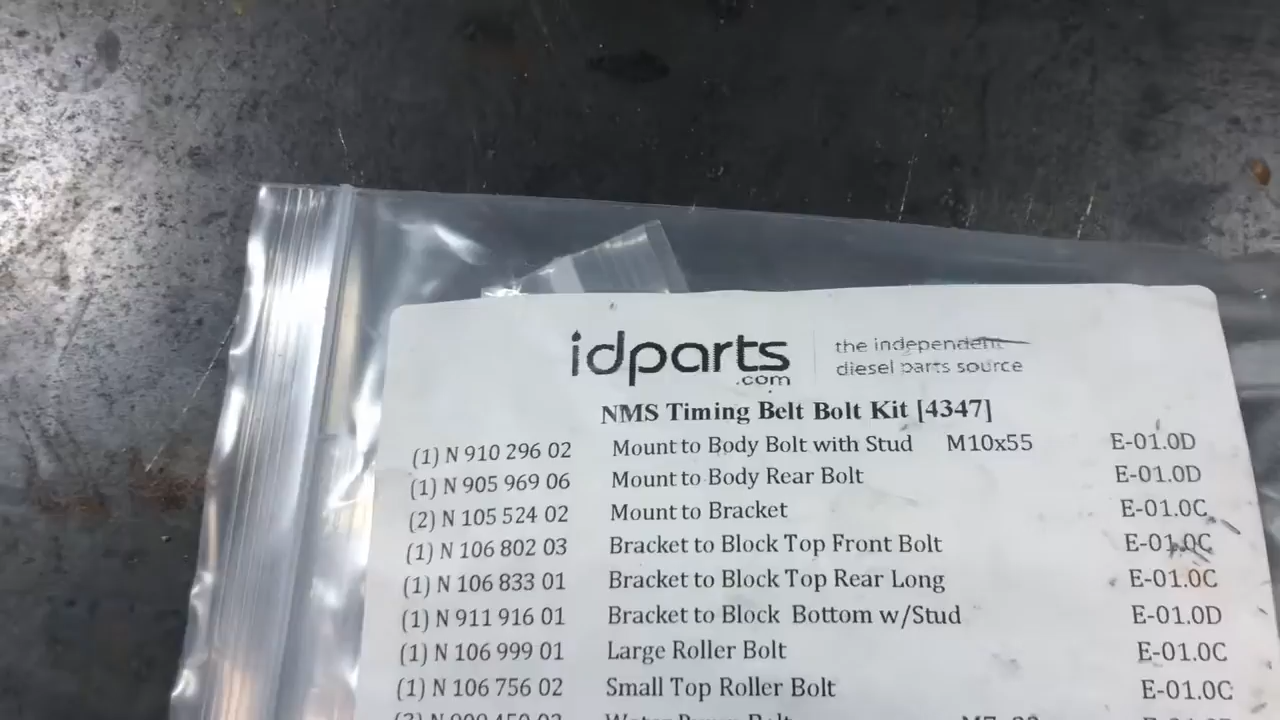 idparts
.com
the independent
diesel parts source
NMS Timing Belt Bolt Kit [4347]
(1) N 910 296 02 Mount to Body Bolt with Stud M10x55 E-01.0D
(1) N 905 969 06 Mount to Body Rear Bolt E-01.0D
(2) N 105 524 02 Mount to Bracket E-01.0C
(1) N 106 802 03 Bracket to Block Top Front Bolt E-01.0C
(1) N 106 833 01 Bracket to Block Top Rear Long E-01.0C
(1) N 911 916 01 Bracket to Block Bottom w/Stud E-01.0D
(1) N 106 999 01 Large Roller Bolt E-01.0C
(1) N 106 756 02 Small Top Roller Bolt E-01.0C